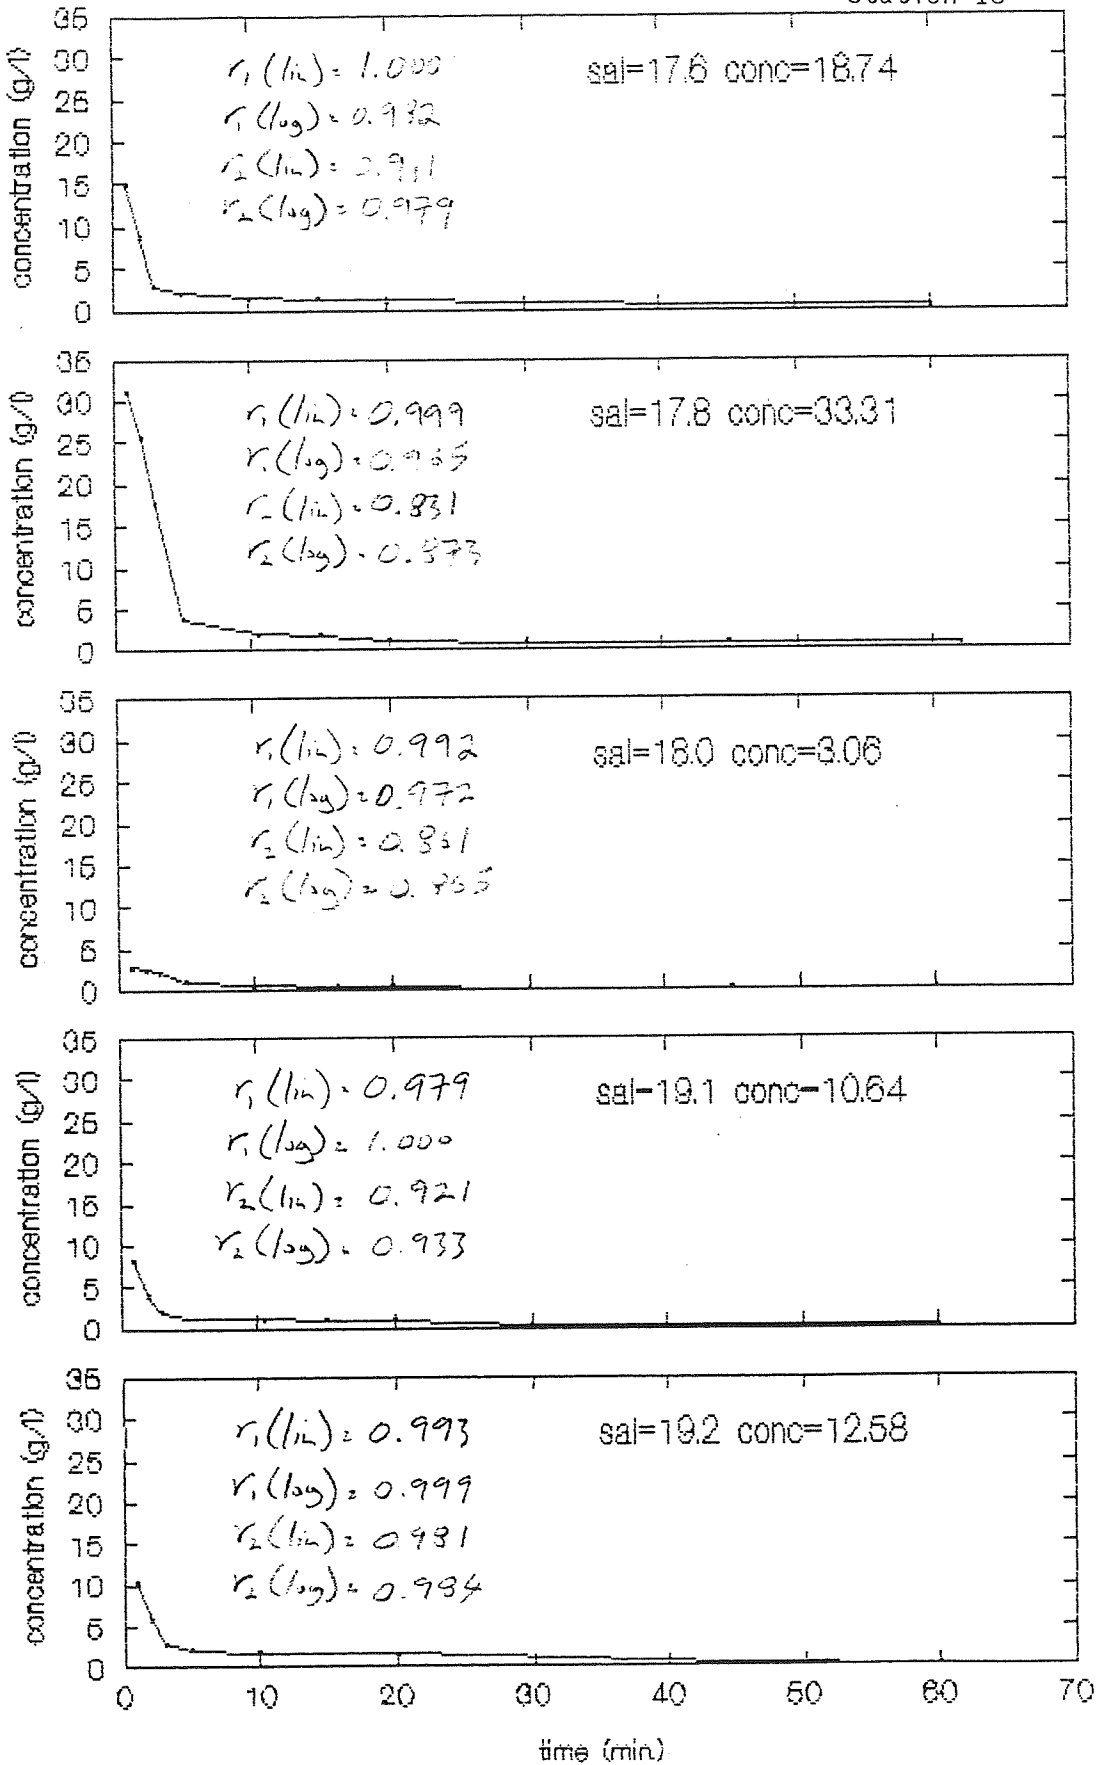 35
30
25
20
15
10
5
0
concentration (g/l)
r₁(lin) = 1.000
r₁(log) = 0.932
r₂(log) = 0.979
sal=17.6 conc=18.74
35
30
25
20
15
10
5
0
concentration (g/l)
r₁(lin) = 0.999
r₂(lin) = 0.831
r₂(log) = 0.873
sal=17.8 conc=33.31
35
30
25
20
15
10
5
0
concentration (g/l)
r₁(lin) = 0.992
r₁(log) = 0.972
sal=18.0 conc=3.06
35
30
25
20
15
10
5
0
concentration (g/l)
r₁(lin) = 0.979
r₁(log) = 1.000
r₂(lin) = 0.921
r₂(log) = 0.933
sal=19.1 conc=10.64
35
30
25
20
15
10
5
0
concentration (g/l)
r₁(lin) = 0.993
r₁(log) = 0.999
r₂(lin) = 0.981
r₂(log) = 0.984
sal=19.2 conc=12.58
0 10 20 30 40 50 60 70
time (min)